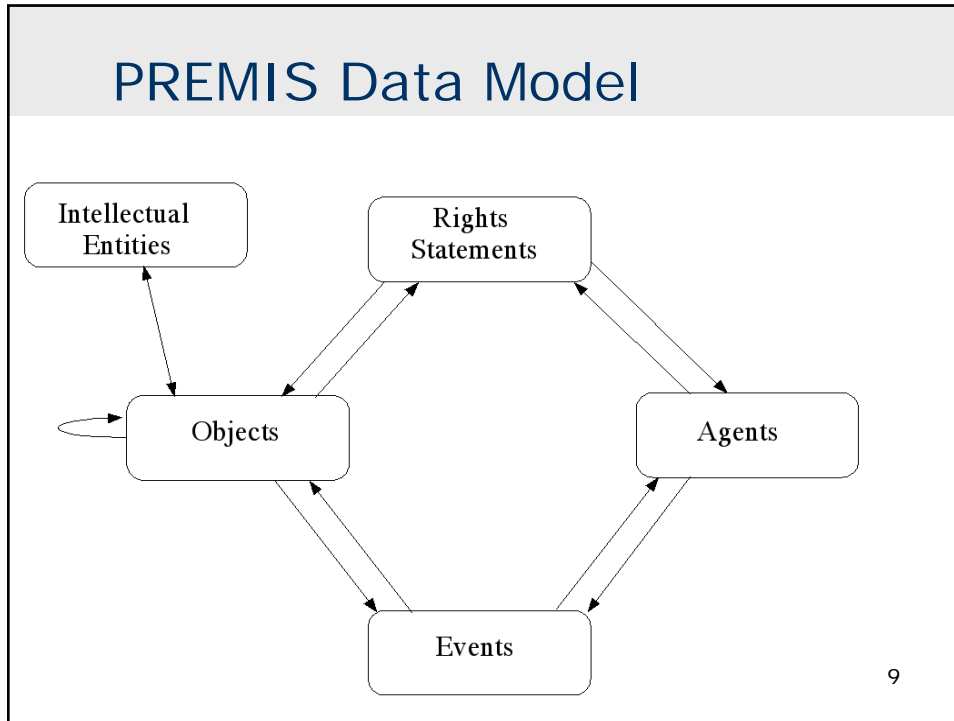 PREMIS Data Model
Intellectual
Entities
Rights
Statements
Objects
Agents
Events
9